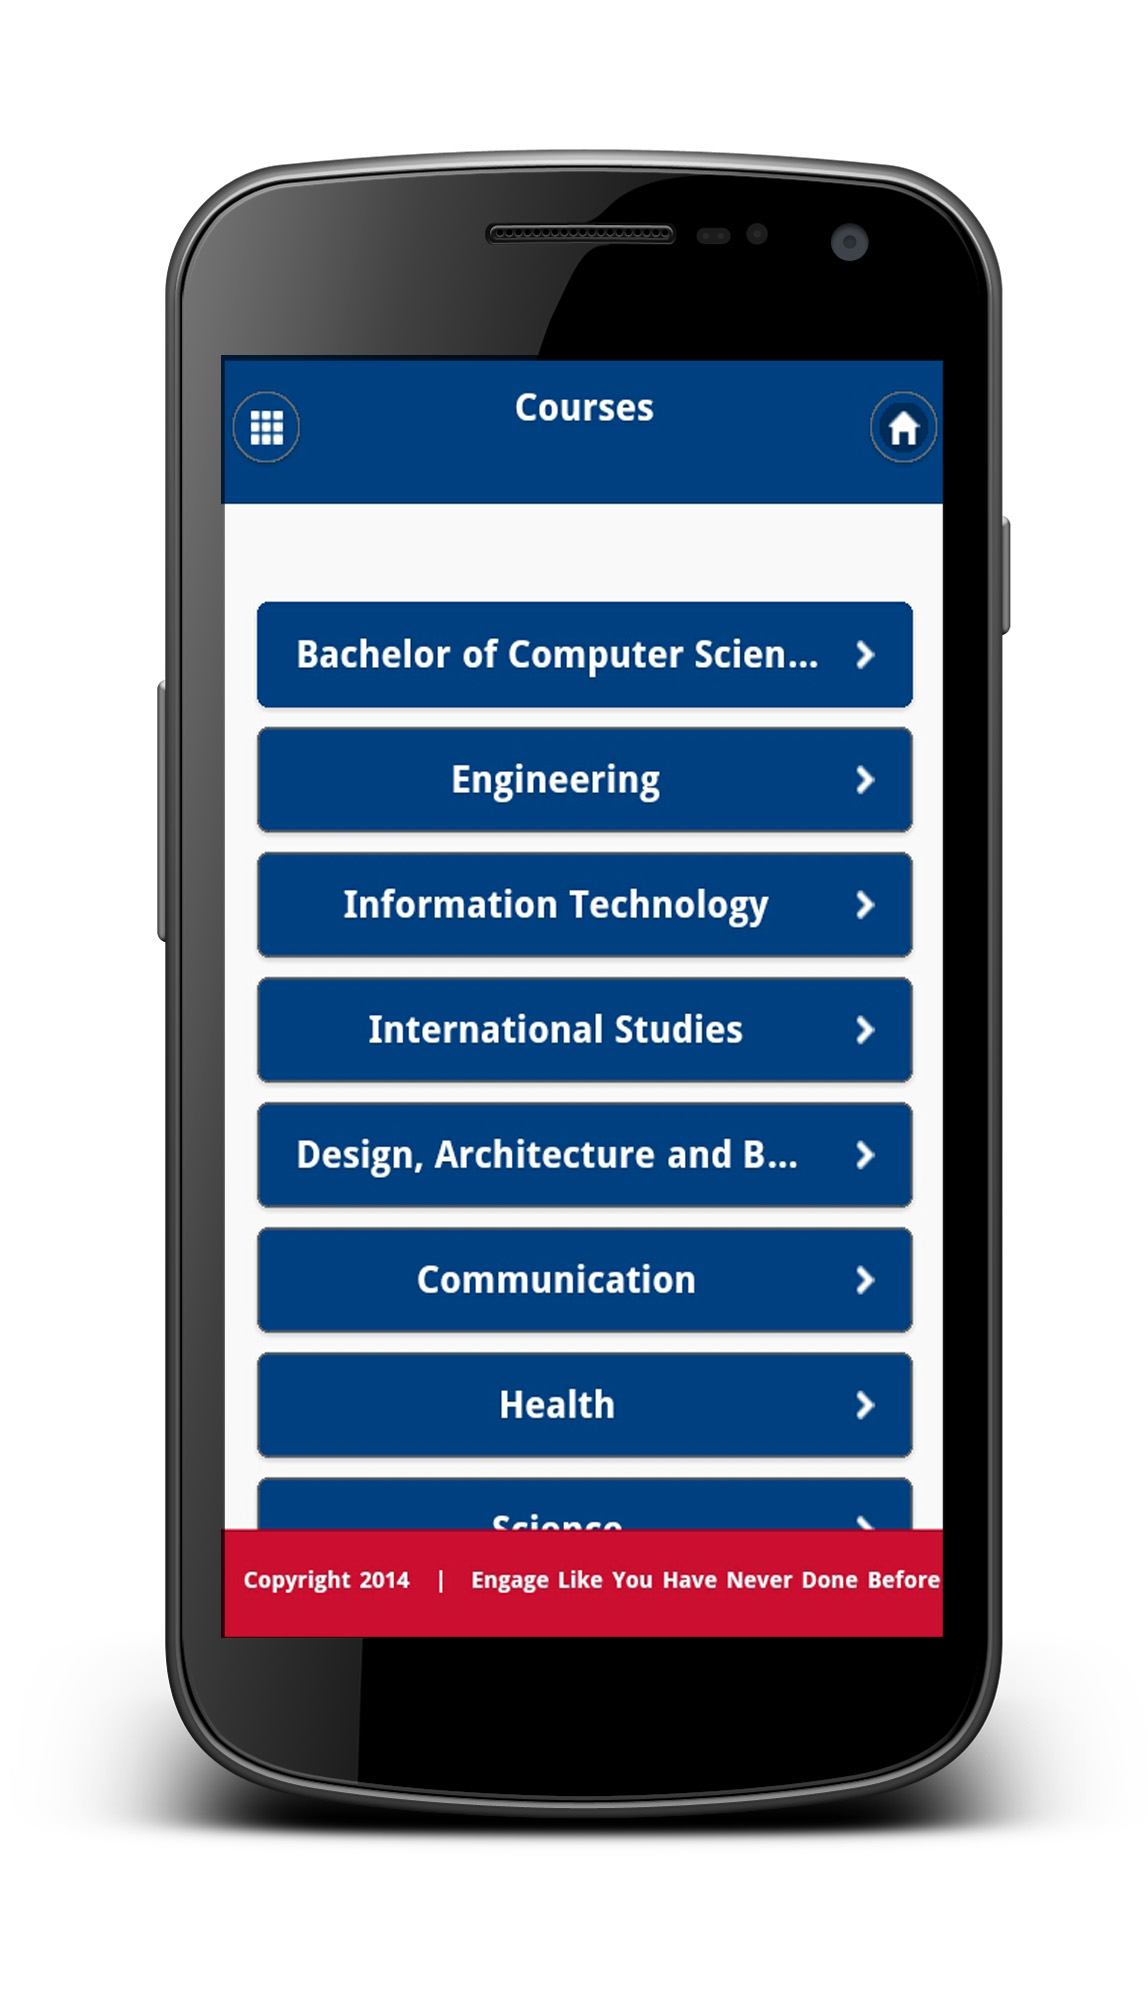 Courses
Bachelor of Computer Scien...
Engineering
Information Technology
International Studies
Design, Architecture and B...
Communication
Health
Science
Copyright 2014 | Engage Like You Have Never Done Before